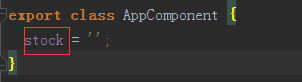 export class AppComponent {
stock = '';
}